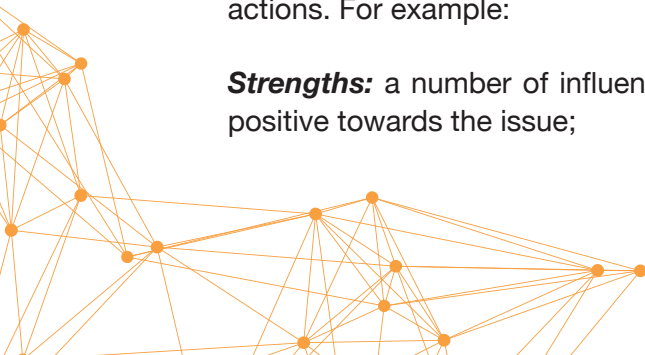 actions. For example:
Strengths: a number of influen
positive towards the issue;